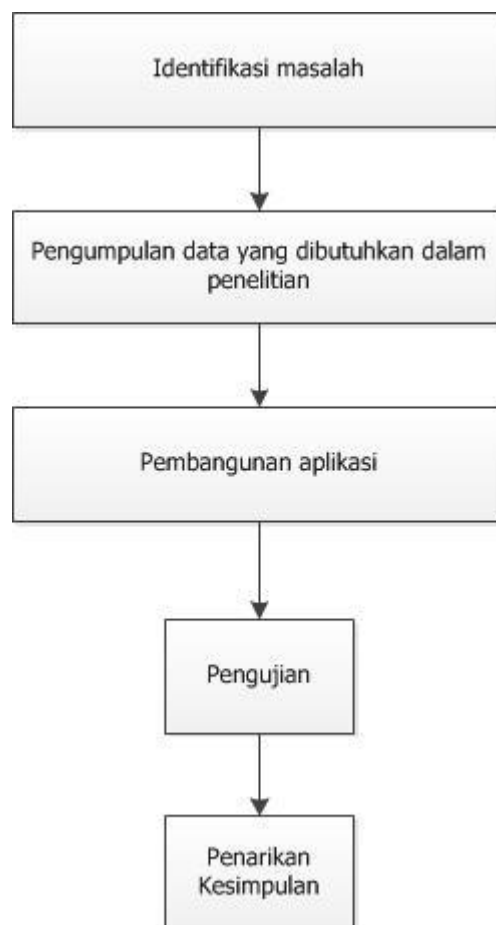 Identifikasi masalah
Pengumpulan data yang dibutuhkan dalam
penelitian
Pembangunan aplikasi
Pengujian
Penarikan
Kesimpulan